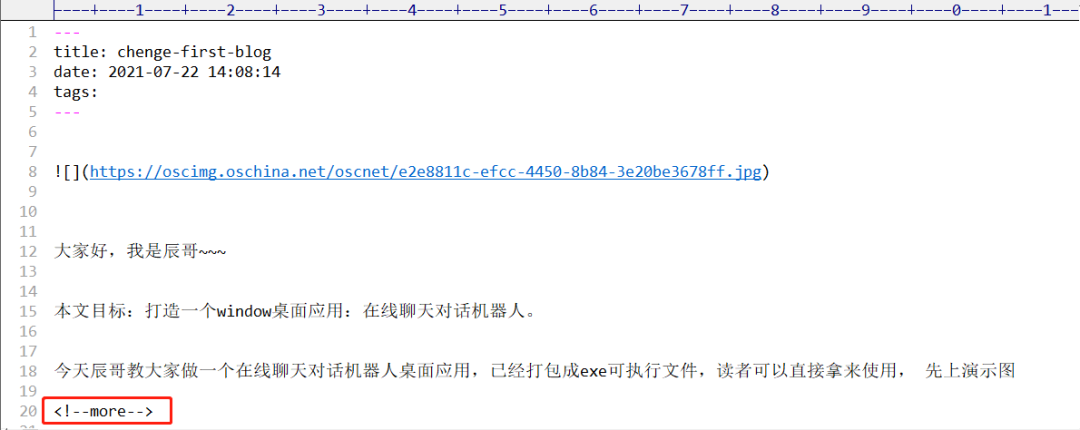 ----+----1----+----2----+----3----+----4----+----5----+----6----+----7----+----8----+----9----+----0----+----1---
1 ---
2 title: chenge-first-blog
3 date: 2021-07-22 14:08:14
4 tags:
5 ---
6
7
8 ![](https://oscimg.oschina.net/oscnet/e2e8811c-efcc-4450-8b84-3e20be3678ff.jpg)
9
10
11
12 大家好，我是辰哥~~~
13
14
15 本文目标：打造一个window桌面应用：在线聊天对话机器人。
16
17
18 今天辰哥教大家做一个在线聊天对话机器人桌面应用，已经打包成exe可执行文件，读者可以直接拿来使用， 先上演示图
19
20 <!--more-->
21